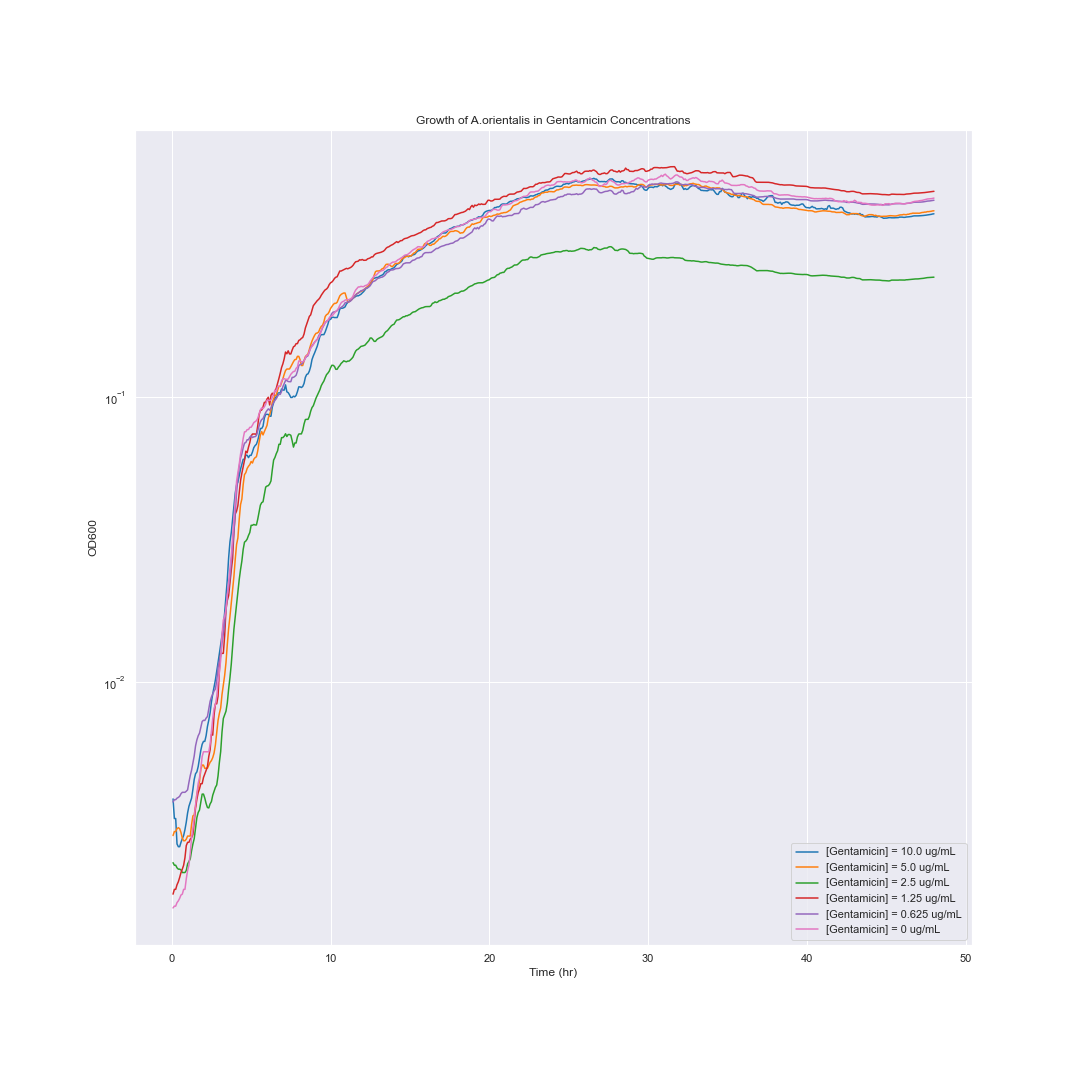 Growth of A.orientalis in Gentamicin Concentrations
OD600
10⁻¹
10⁻²
[Gentamicin] = 10.0 ug/mL
[Gentamicin] = 5.0 ug/mL
[Gentamicin] = 2.5 ug/mL
[Gentamicin] = 1.25 ug/mL
[Gentamicin] = 0.625 ug/mL
[Gentamicin] = 0 ug/mL
0 10 20 30 40 50
Time (hr)